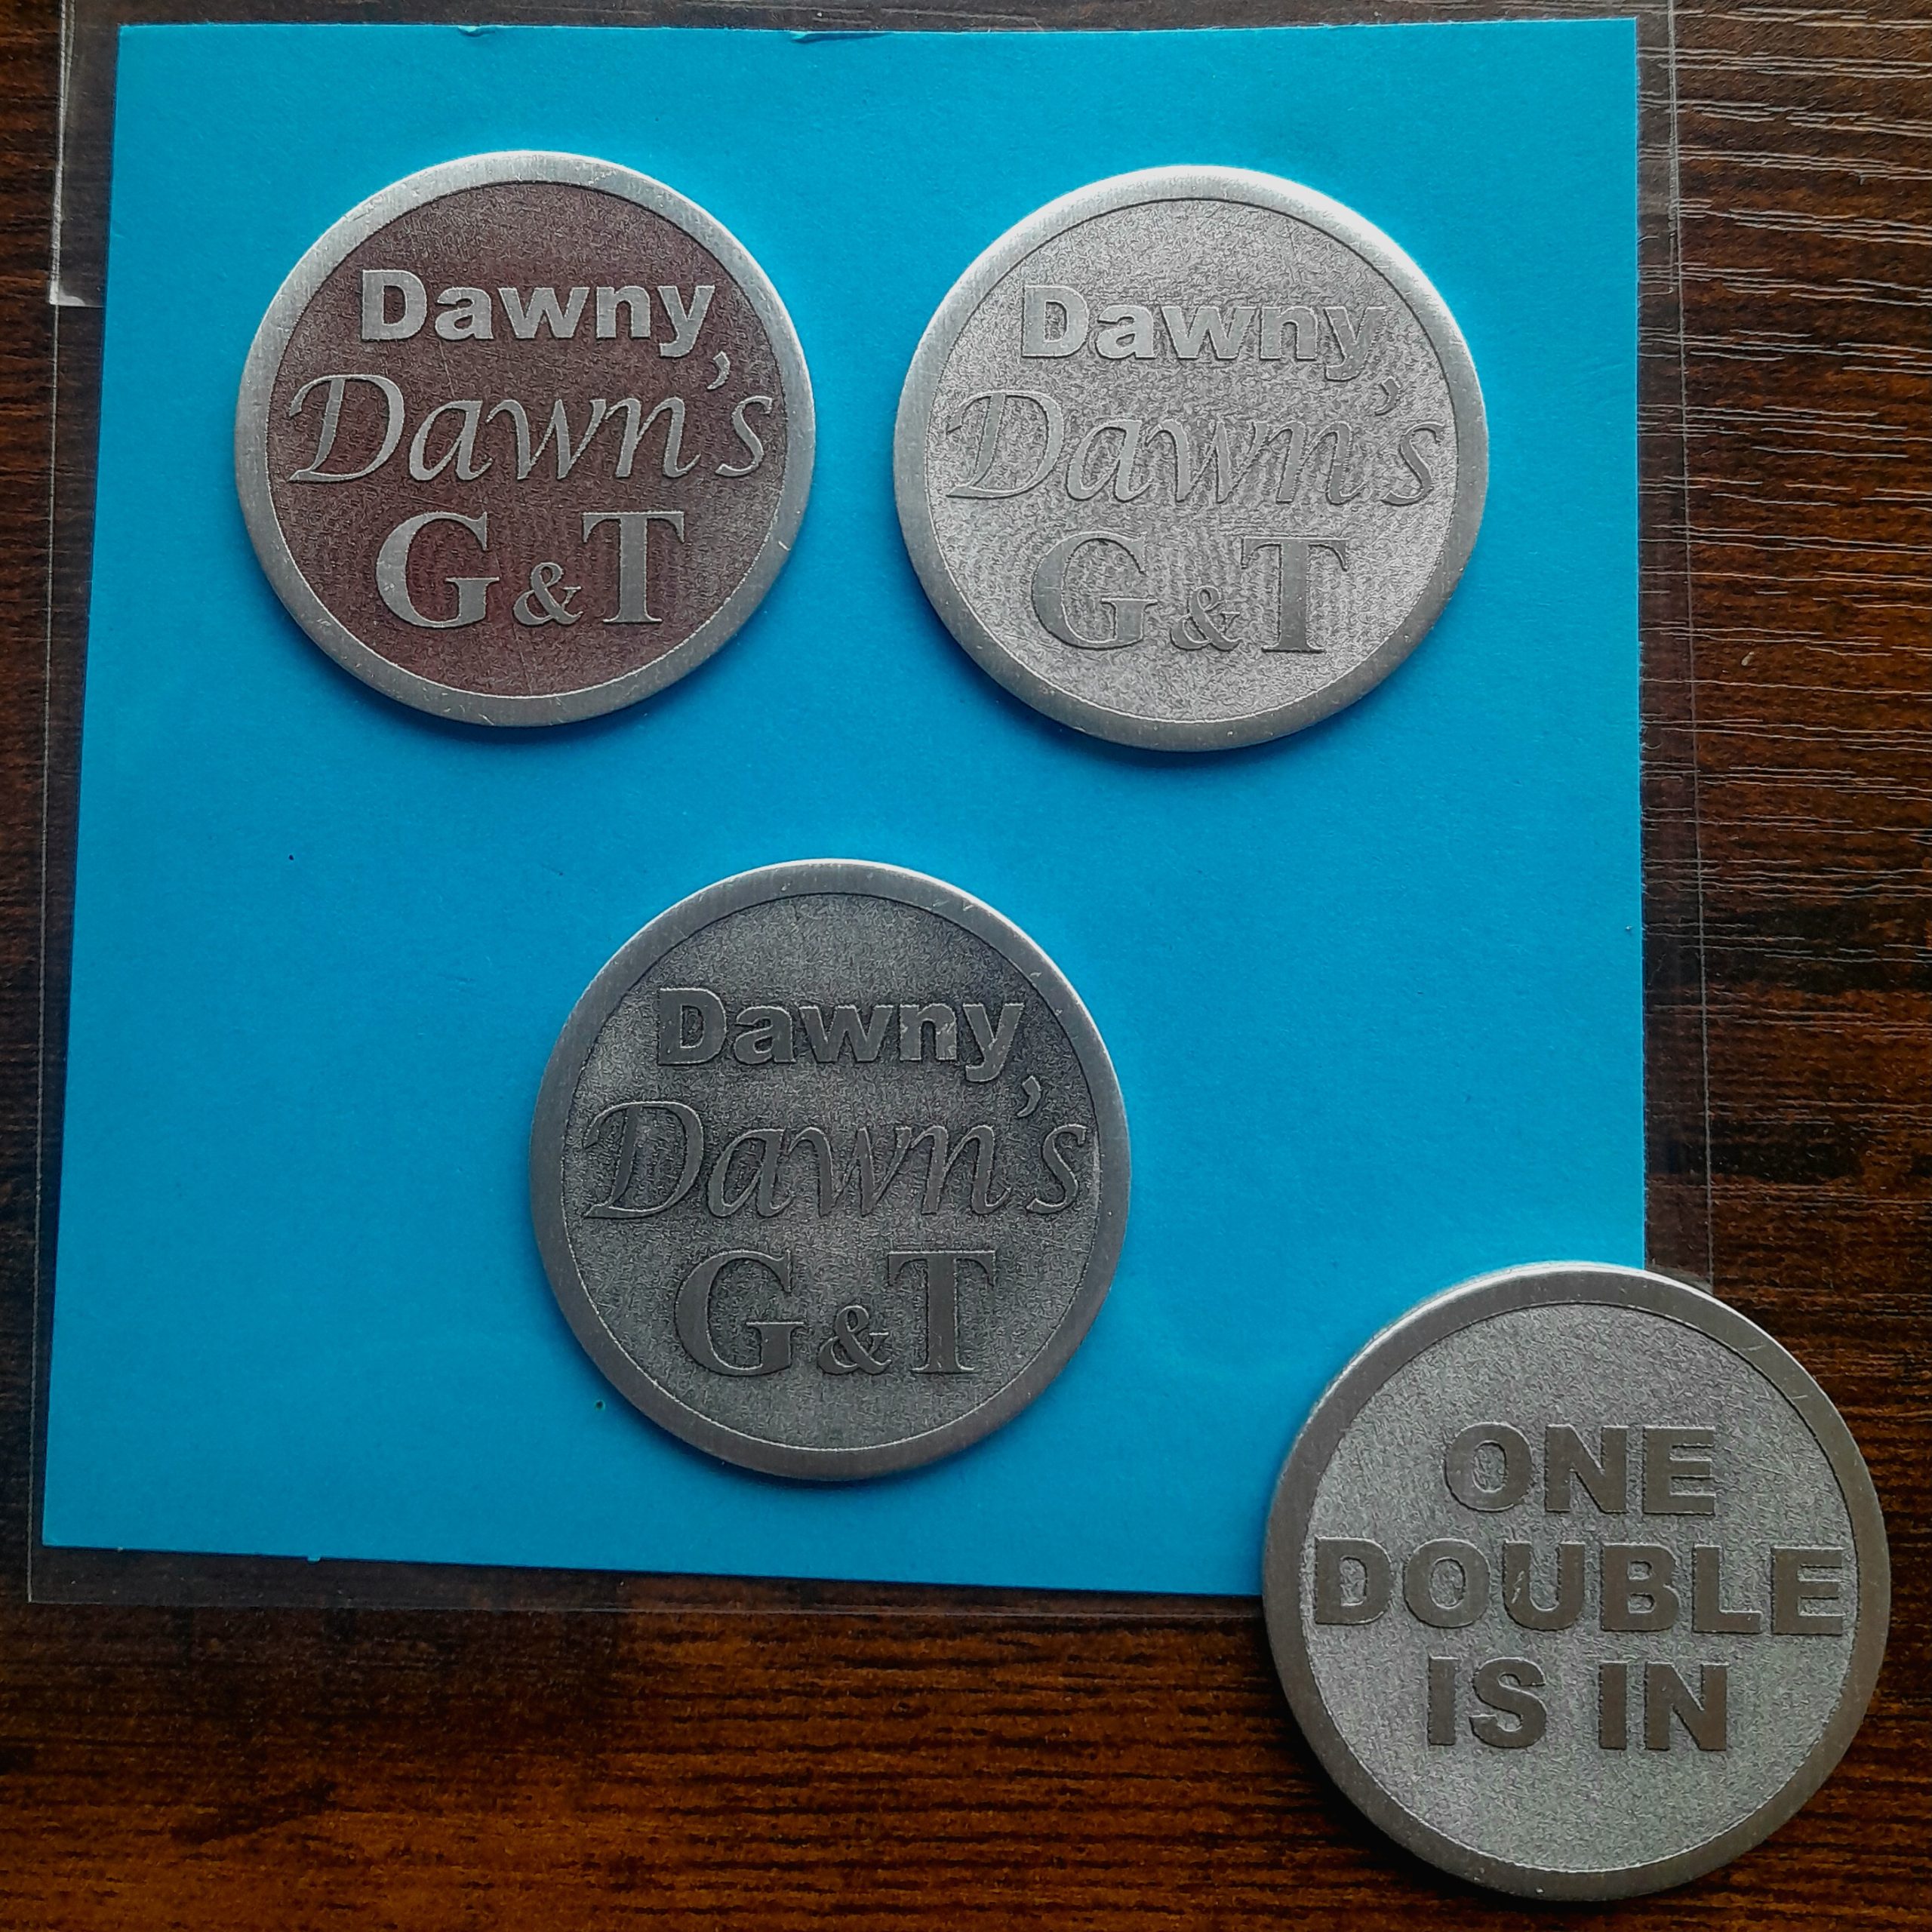 Dawny,
Dawn's
G&T
Dawny,
Dawn's
G&T
Dawny,
Dawn's
G&T
ONE
DOUBLE
IS IN